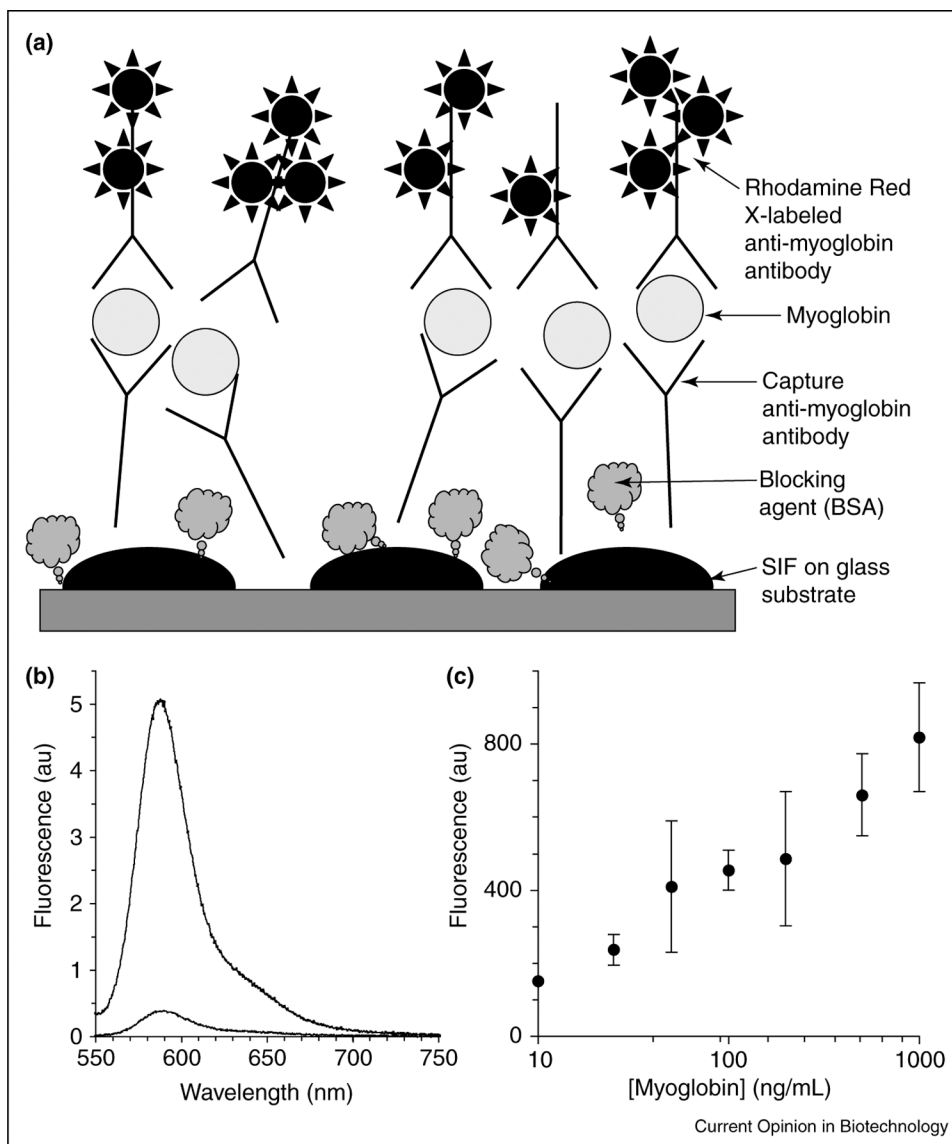 (a)
Rhodamine Red
X-labeled
anti-myoglobin
antibody
Myoglobin
Capture
anti-myoglobin
antibody
Blocking
agent (BSA)
SIF on glass
substrate
(b)
5
4
3
2
1
0
Fluorescence (au)
550 600 650 700 750
Wavelength (nm)
(c)
800
400
0
Fluorescence (au)
10 100 1000
[Myoglobin] (ng/mL)
Current Opinion in Biotechnology